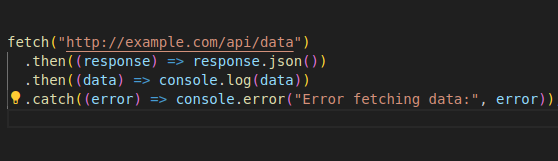 fetch("http://example.com/api/data")
  .then((response) => response.json())
  .then((data) => console.log(data))
  .catch((error) => console.error("Error fetching data:", error))